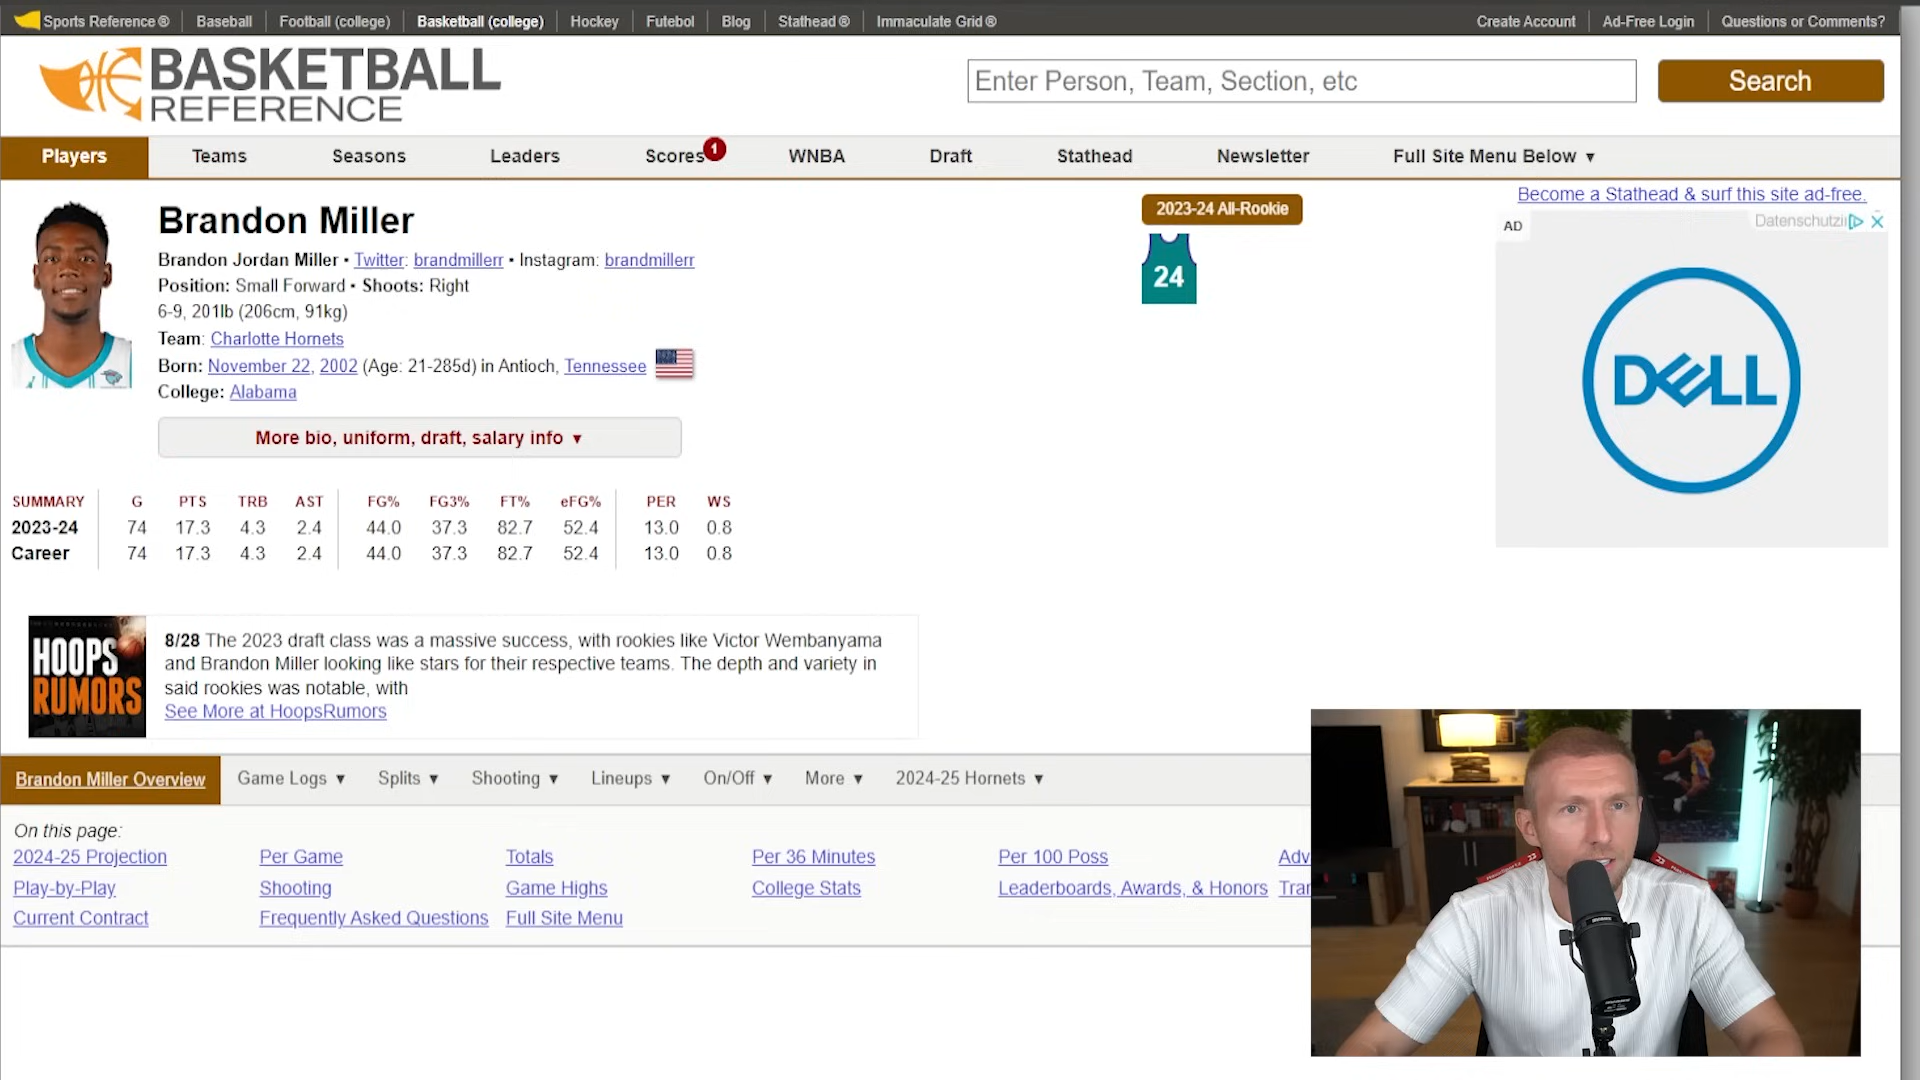 Sports Reference ® Baseball Football (college) Basketball (college) Hockey Futebol Blog Stathead ® Immaculate Grid ® Create Account Ad-Free Login Questions or Comments?
BASKETBALL
REFERENCE
Enter Person, Team, Section, etc Search
Players Teams Seasons Leaders Scores 1 WNBA Draft Stathead Newsletter Full Site Menu Below ▼
Become a Stathead & surf this site ad-free.
Brandon Miller
2023-24 All-Rookie
24
AD
DELL
Brandon Jordan Miller • Twitter: brandmillerr • Instagram: brandmillerr
Position: Small Forward • Shoots: Right
6-9, 201lb (206cm, 91kg)
Team: Charlotte Hornets
Born: November 22, 2002 (Age: 21-285d) in Antioch, Tennessee
College: Alabama
More bio, uniform, draft, salary info ▼
SUMMARY G PTS TRB AST FG% FG3% FT% eFG% PER WS
2023-24 74 17.3 4.3 2.4 44.0 37.3 82.7 52.4 13.0 0.8
Career 74 17.3 4.3 2.4 44.0 37.3 82.7 52.4 13.0 0.8
HOOPS
RUMORS
8/28 The 2023 draft class was a massive success, with rookies like Victor Wembanyama
and Brandon Miller looking like stars for their respective teams. The depth and variety in
said rookies was notable, with
See More at HoopsRumors
Brandon Miller Overview Game Logs ▼ Splits ▼ Shooting ▼ Lineups ▼ On/Off ▼ More ▼ 2024-25 Hornets ▼
On this page:
2024-25 Projection Per Game Totals Per 36 Minutes Per 100 Poss Adv
Play-by-Play Shooting Game Highs College Stats Leaderboards, Awards, & Honors Trar
Current Contract Frequently Asked Questions Full Site Menu